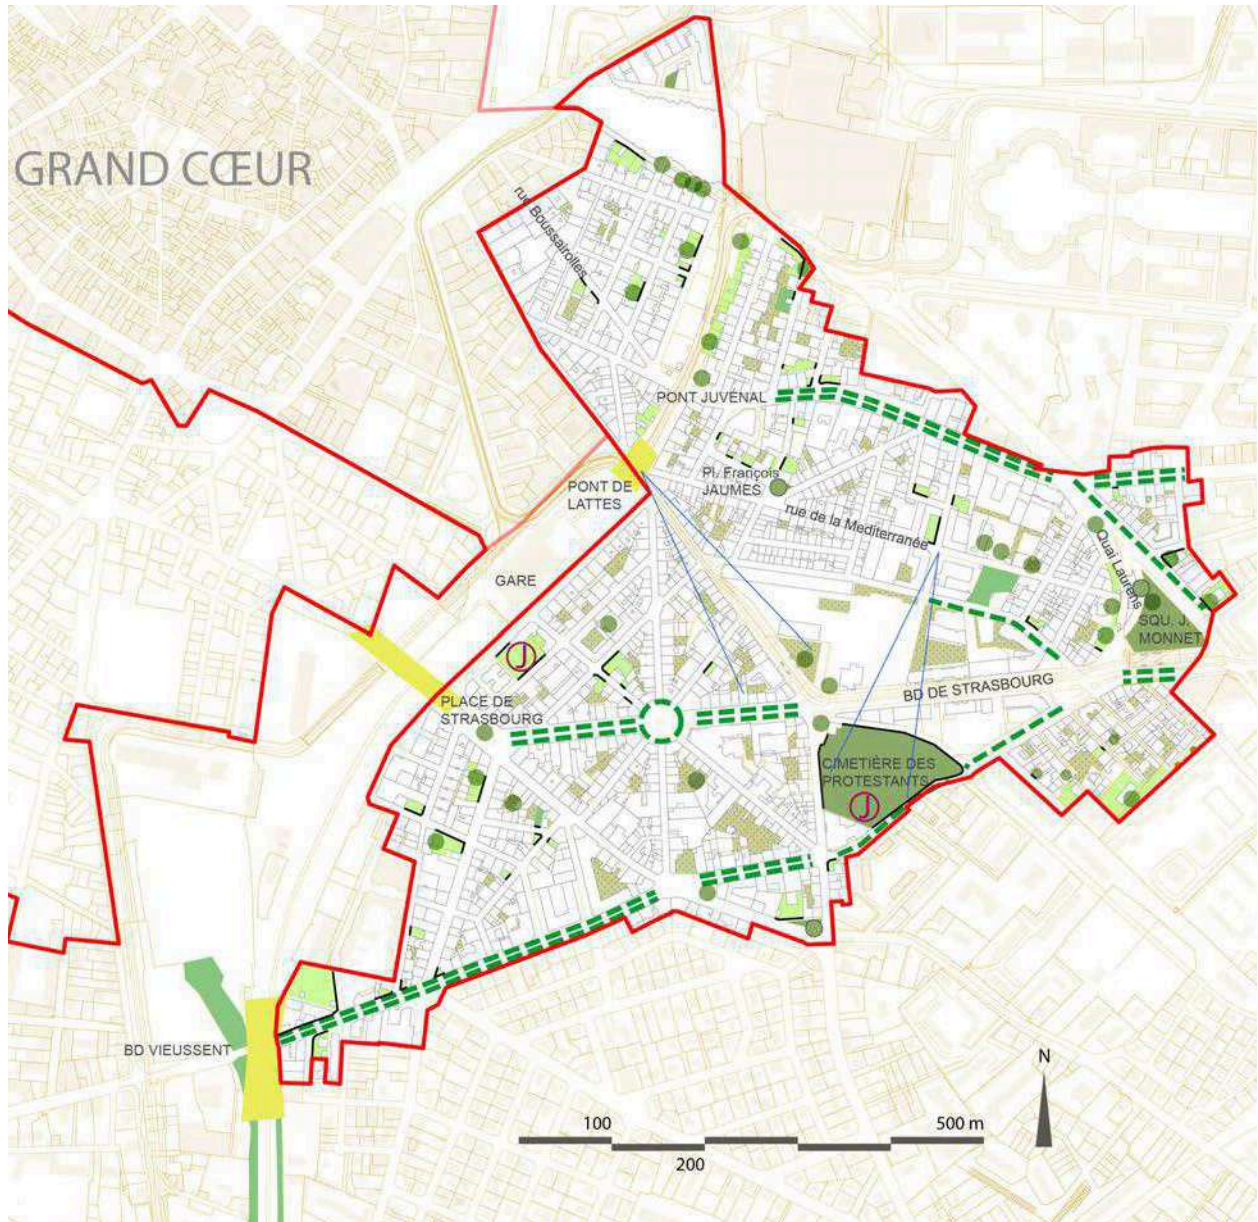 GRAND CŒUR
rue Boussairolles
PONT JUVÉNAL
Pl. François
JAUMES
PONT DE
LATTES
rue de la Mediterranée
Quai Laurens
GARE
SQU. J.
MONNET
J
BD DE STRASBOURG
PLACE DE
STRASBOURG
CIMETIÈRE DES
PROTESTANTS
J
BD VIEUSSENT
N
100
500 m
200